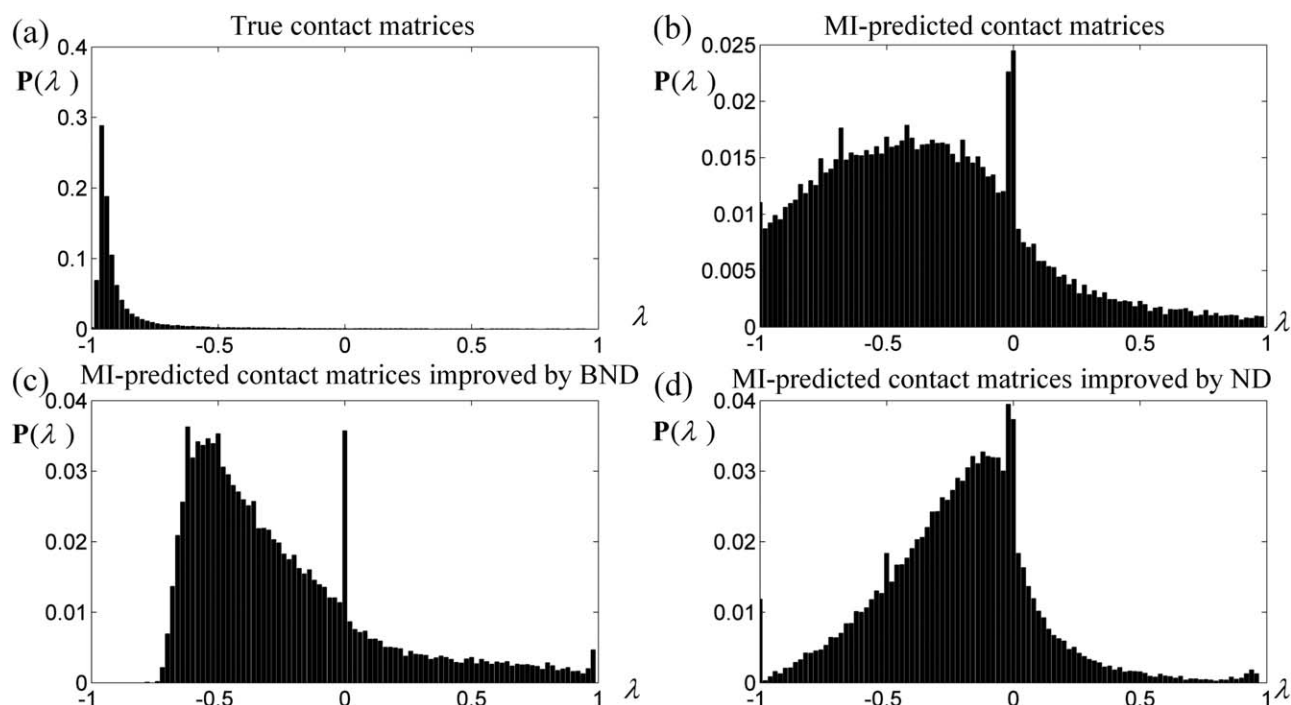 (a) True contact matrices
0.4
P(λ )
0.3
0.2
0.1
0
-1 -0.5 0 0.5 1 λ
(b) MI-predicted contact matrices
0.025
P(λ )
0.02
0.015
0.01
0.005
0
-1 -0.5 0 0.5 1 λ
(c) MI-predicted contact matrices improved by BND
0.04
P(λ )
0.03
0.02
0.01
0
-1 -0.5 0 0.5 1 λ
(d) MI-predicted contact matrices improved by ND
0.04
P(λ )
0.03
0.02
0.01
0
-1 -0.5 0 0.5 1 λ